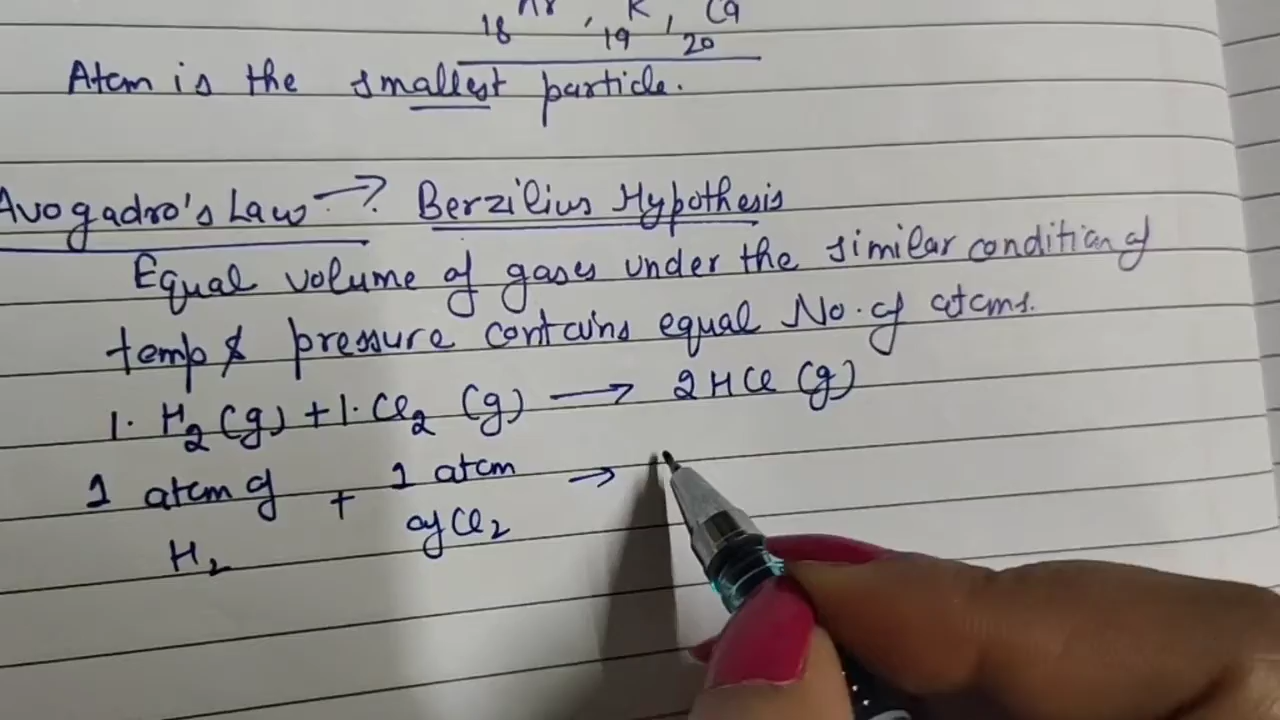 18 Ar, 19 K, 20 Ca
Atom is the smallest particle.
Avogadro's Law → ? Berzilius Hypothesis
Equal volume of gases under the similar condition of
temp & pressure contains equal No. of atoms.
1. H₂ (g) + 1. Cl₂ (g) → 2HCl (g)
1 atom of + 1 atom →
H₂ of Cl₂